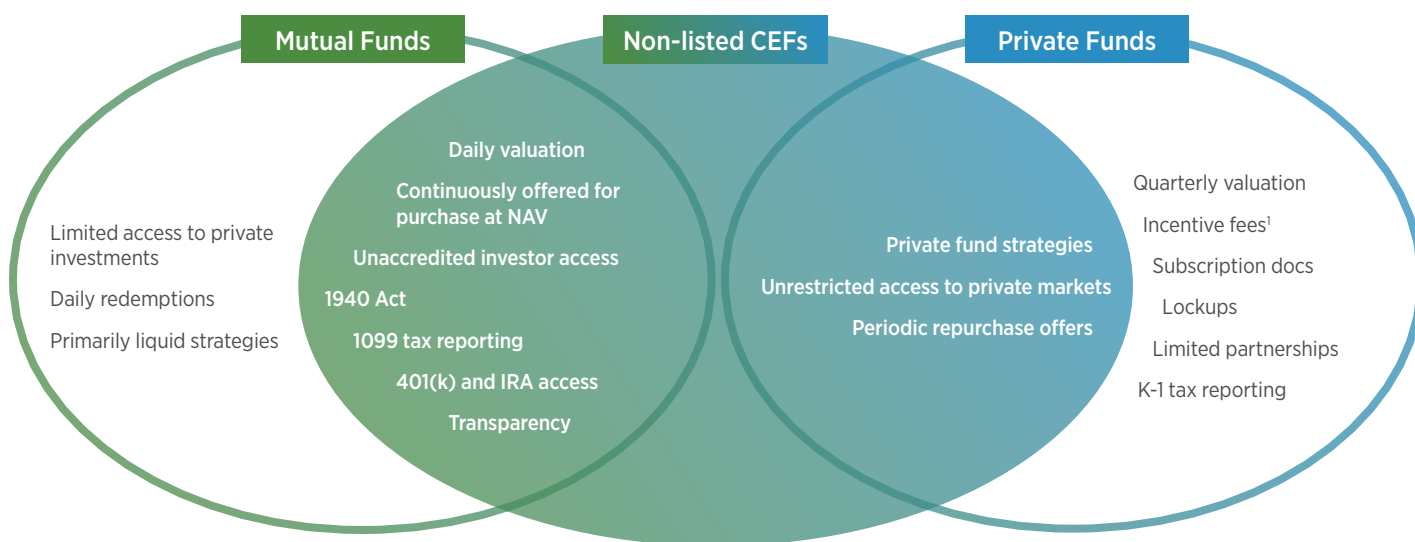 Mutual Funds
Non-listed CEFs
Private Funds
Limited access to private
investments
Daily redemptions
Primarily liquid strategies
Daily valuation
Continuously offered for
purchase at NAV
Unaccredited investor access
1940 Act
1099 tax reporting
401(k) and IRA access
Transparency
Private fund strategies
Unrestricted access to private markets
Periodic repurchase offers
Quarterly valuation
Incentive fees¹
Subscription docs
Lockups
Limited partnerships
K-1 tax reporting